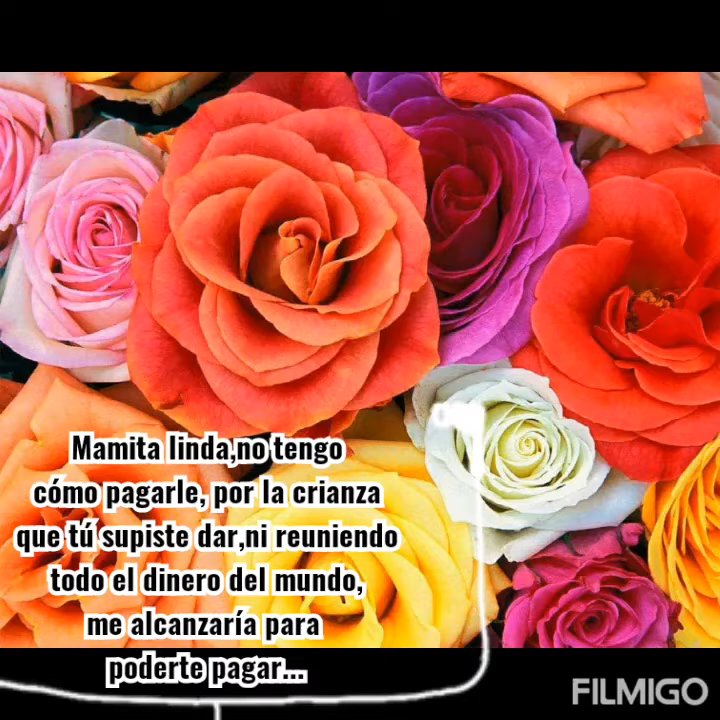 Mamita linda,no tengo
cómo pagarle, por la crianza
que tú supiste dar,ni reuniendo
todo el dinero del mundo,
me alcanzaría para
poderte pagar...
FILMIGO